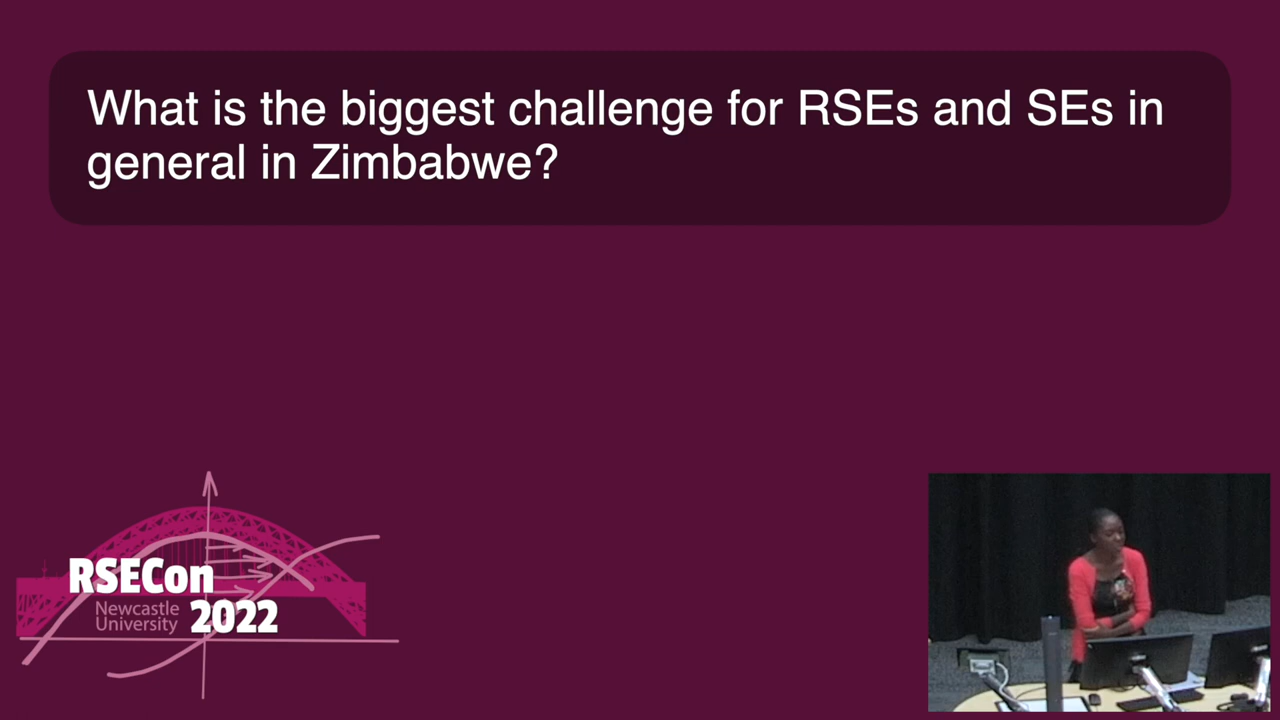 What is the biggest challenge for RSEs and SEs in
general in Zimbabwe?
RSECon
Newcastle
University 2022